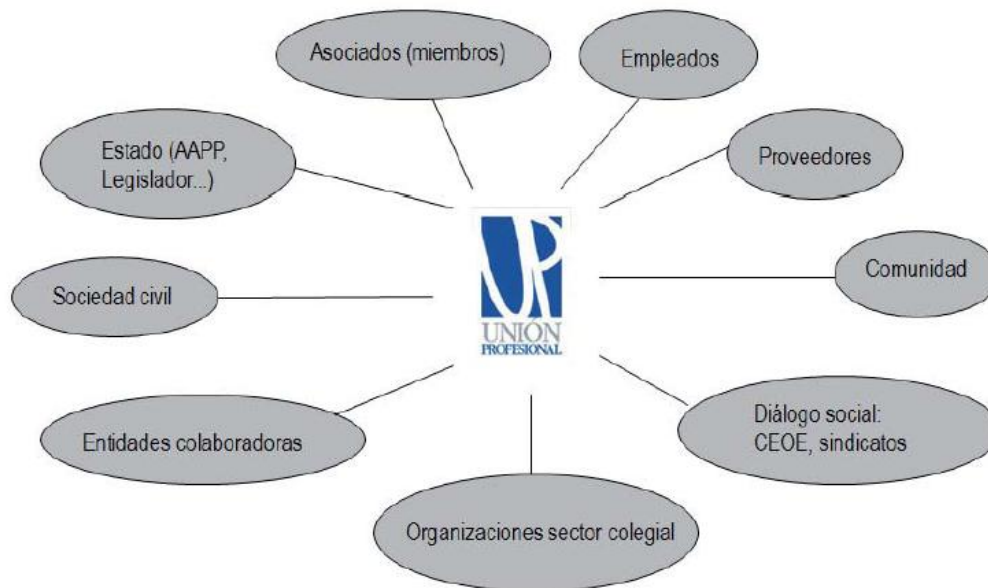 Asociados (miembros)
Empleados
Estado (AAPP,
Legislador...)
Proveedores
Sociedad civil
Comunidad
UP
UNIÓN
PROFESIONAL
Entidades colaboradoras
Diálogo social:
CEOE, sindicatos
Organizaciones sector colegial